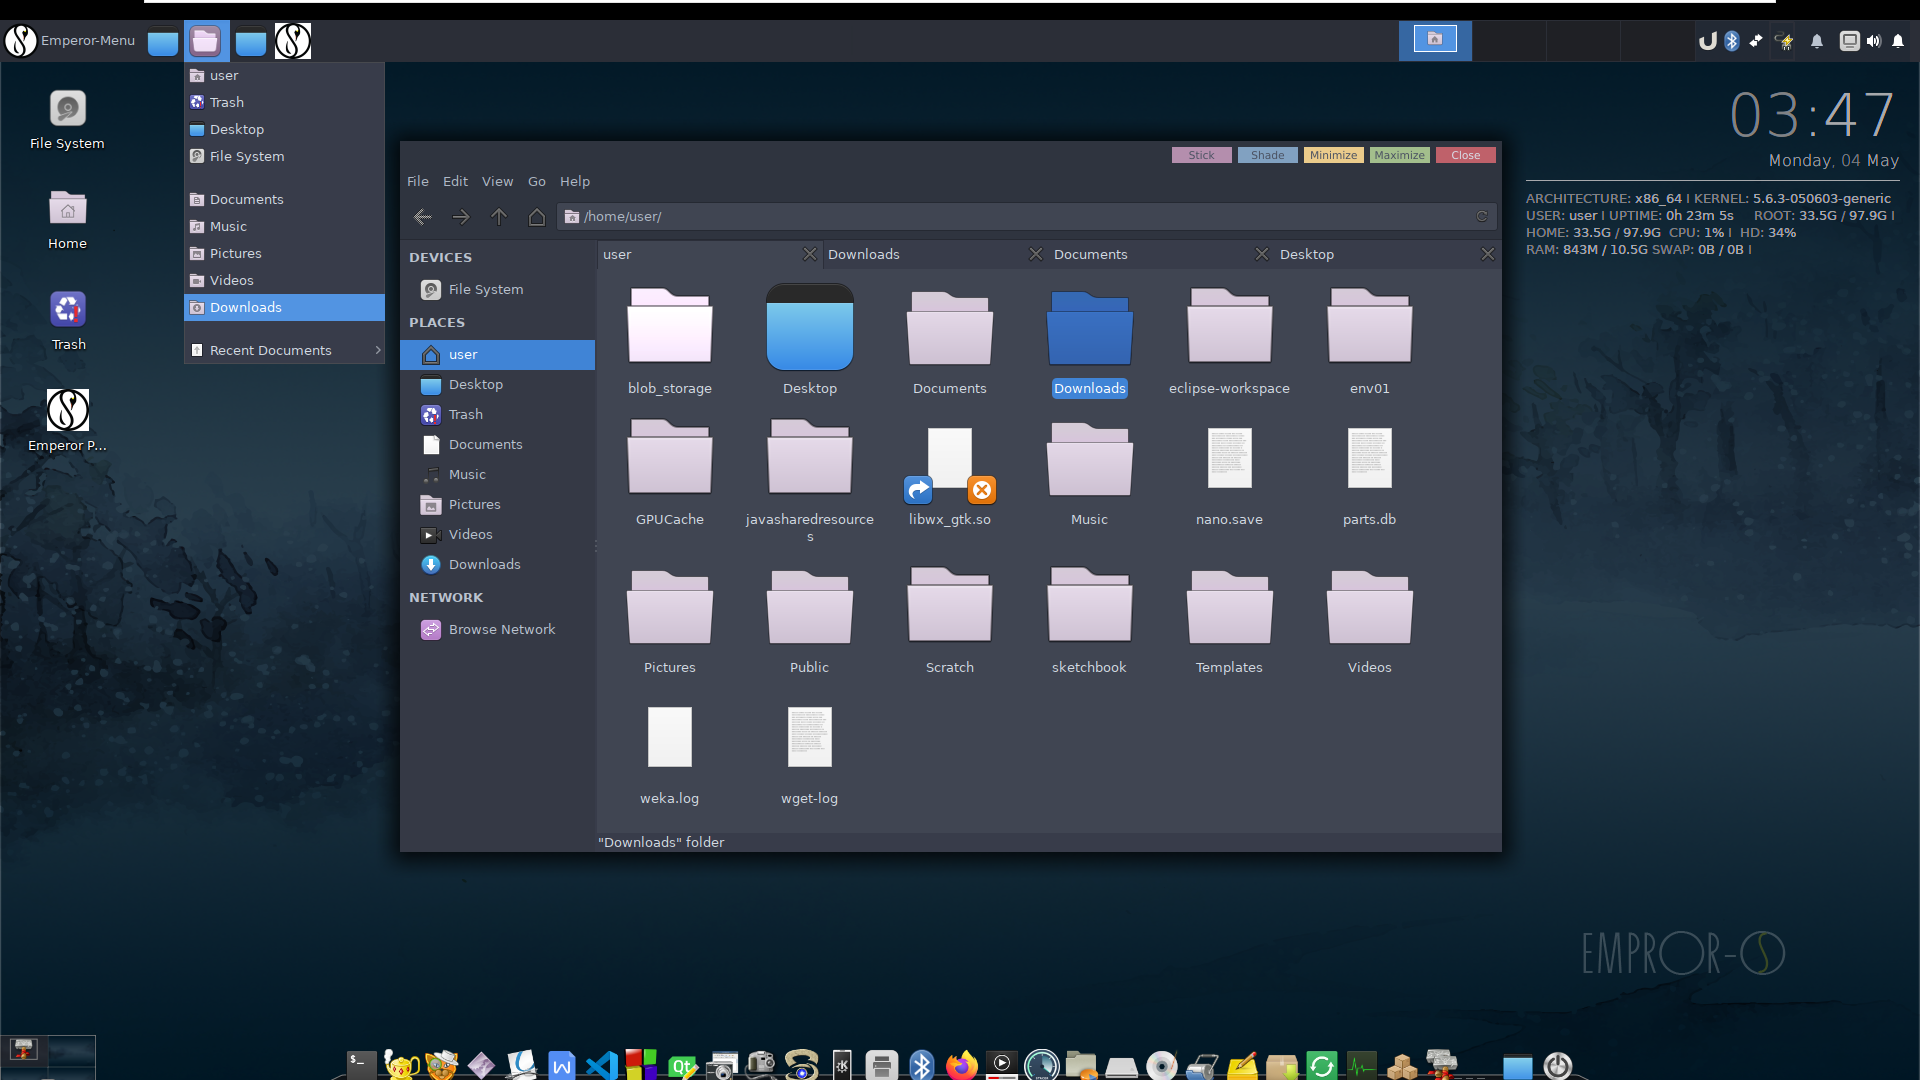 Emperor-Menu
user
Trash
Desktop
File System
Documents
Music
Pictures
Videos
Downloads
Recent Documents
File System
Home
Trash
Emperor P...
Stick Shade Minimize Maximize Close
File Edit View Go Help
/home/user/
DEVICES
File System
PLACES
user
Desktop
Trash
Documents
Music
Pictures
Videos
Downloads
NETWORK
Browse Network
user Downloads Documents Desktop
blob_storage Desktop Documents Downloads eclipse-workspace env01
GPUCache javasharedresource
s libwx_gtk.so Music nano.save parts.db
Pictures Public Scratch sketchbook Templates Videos
weka.log wget-log
"Downloads" folder
03:47
Monday, 04 May
ARCHITECTURE: x86_64 I KERNEL: 5.6.3-050603-generic
USER: user I UPTIME: 0h 23m 5s ROOT: 33.5G / 97.9G I
HOME: 33.5G / 97.9G CPU: 1% I HD: 34%
RAM: 843M / 10.5G SWAP: 0B / 0B I
EMPROR-OS
$_
W
Qt